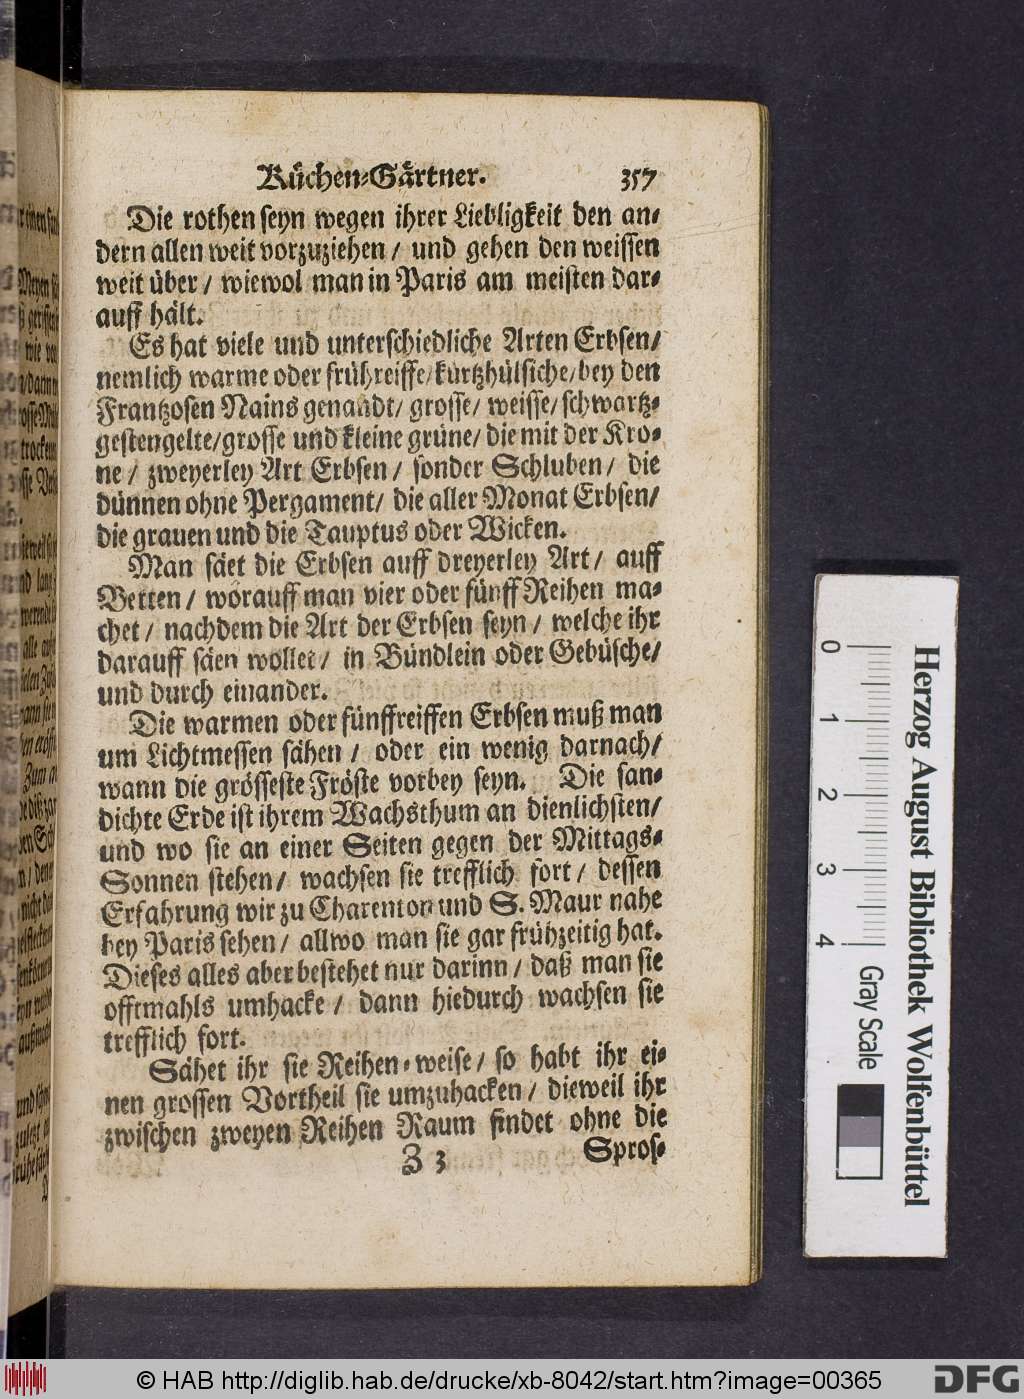 Küchen-Gärtner. 357
Die rothen seyn wegen ihrer Liebligkeit den an-
dern allen weit vorzuziehen / und gehen den weissen
weit über / wiewol man in Paris am meisten dar-
auff hält.
Es hat viele und unterschiedliche Arten Erbsen/
nemlich warme oder frühreiffe/kurtzhülsiche/bey den
Frantzosen Nains genandt/ grosse/ weisse/ schwartz-
gestengelte/grosse und kleine grüne/ die mit der Kro-
ne / zweyerley Art Erbsen / sonder Schluben / die
dünnen ohne Pergament/ die aller Monat Erbsen/
die grauen und die Tauptus oder Wicken.
Man säet die Erbsen auff dreyerley Art / auff
Betten / worauff man vier oder fünff Reihen ma-
chet / nachdem die Art der Erbsen seyn / welche ihr
darauff säen wollet / in Bündlein oder Gebüsche/
und durch einander.
Die warmen oder fünffreiffen Erbsen muß man
um Lichtmessen sähen / oder ein wenig darnach/
wann die grösseste Fröste vorbey seyn. Die san-
dichte Erde ist ihrem Wachsthum an dienlichsten/
und wo sie an einer Seiten gegen der Mittags-
Sonnen stehen/ wachsen sie trefflich fort / dessen
Erfahrung wir zu Charenton und S. Maur nahe
bey Paris sehen / allwo man sie gar frühzeitig hat.
Dieses alles aber bestehet nur darinn / daß man sie
offtmahls umhacke / dann hiedurch wachsen sie
trefflich fort.
Sähet ihr sie Reihen-weise / so habt ihr ei-
nen grossen Vortheil sie umzuhacken / dieweil ihr
zwischen zweyen Reihen Raum findet ohne die
Z 3 Spros-
0 1 2 3 4
Gray Scale
Herzog August Bibliothek Wolfenbüttel
© HAB http://diglib.hab.de/drucke/xb-8042/start.htm?image=00365
DFG